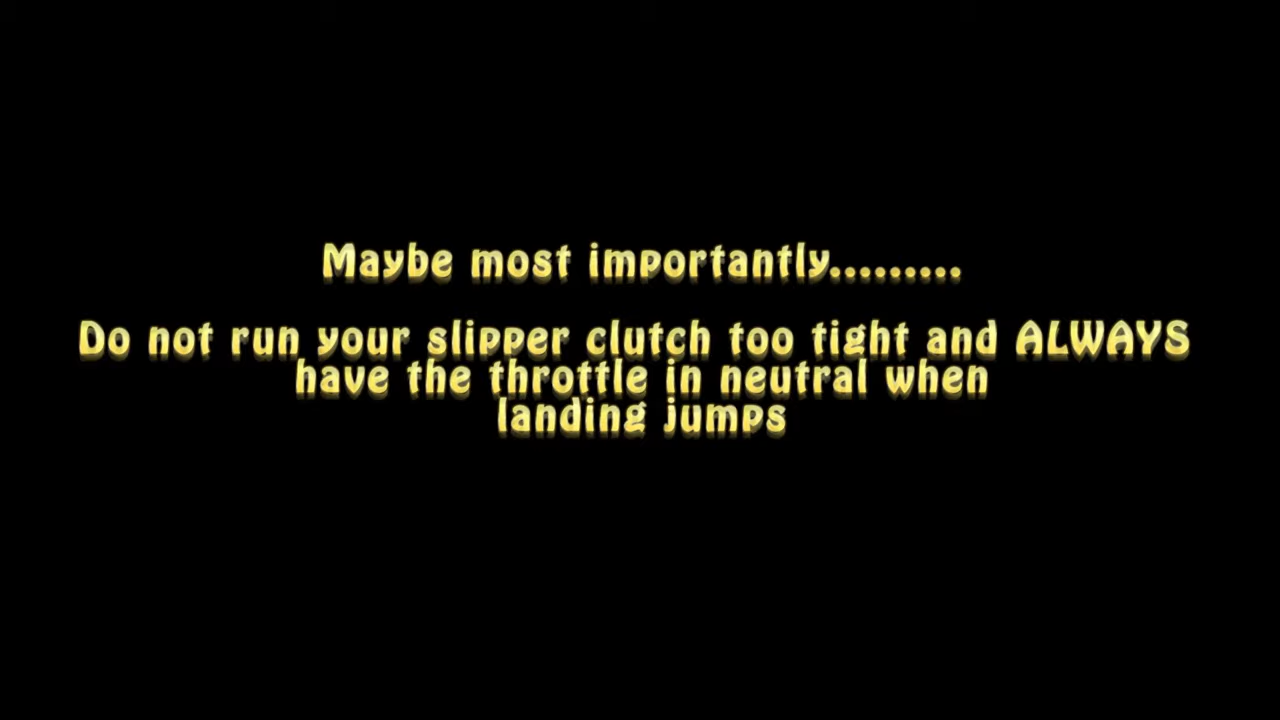 Maybe most importantly.........
Do not run your slipper clutch too tight and ALWAYS
have the throttle in neutral when
landing jumps